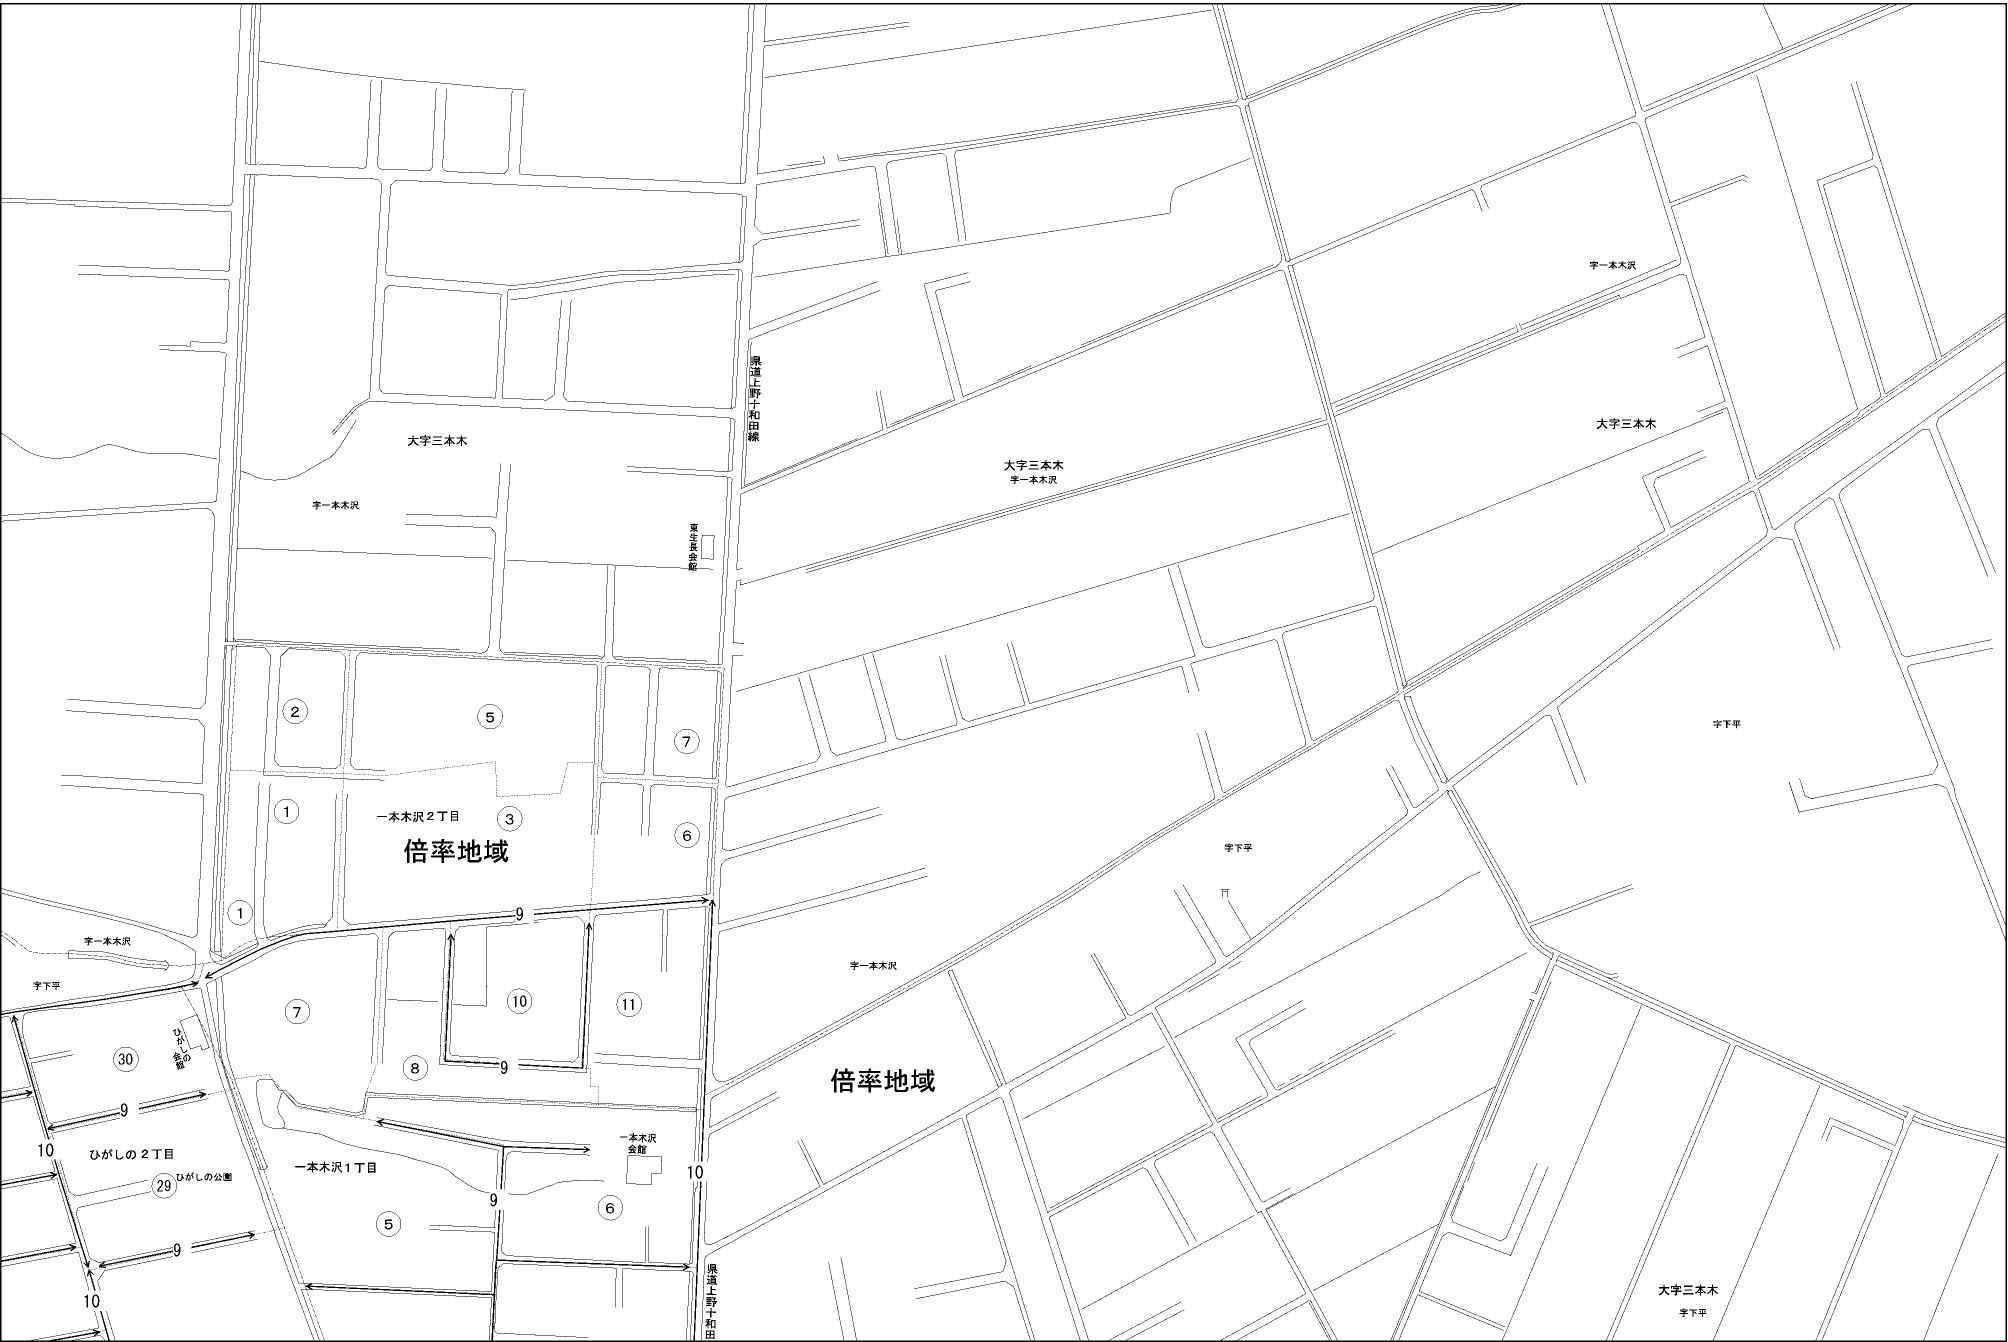 字一本木沢
県道上野十和田線
大字三本木
大字三本木
大字三本木
字一本木沢
字一本木沢
東生長会館
2
5
7
字下平
1
一本木沢2丁目
3
6
倍率地域
字下平
1
9
字一本木沢
字一本木沢
字下平
7
10
11
ひがしの会館
30
8
9
倍率地域
9
10
一本木沢会館
ひがしの2丁目
一本木沢1丁目
10
29
ひがしの公園
9
6
5
9
県道上野十和田
10
大字三本木
字下平